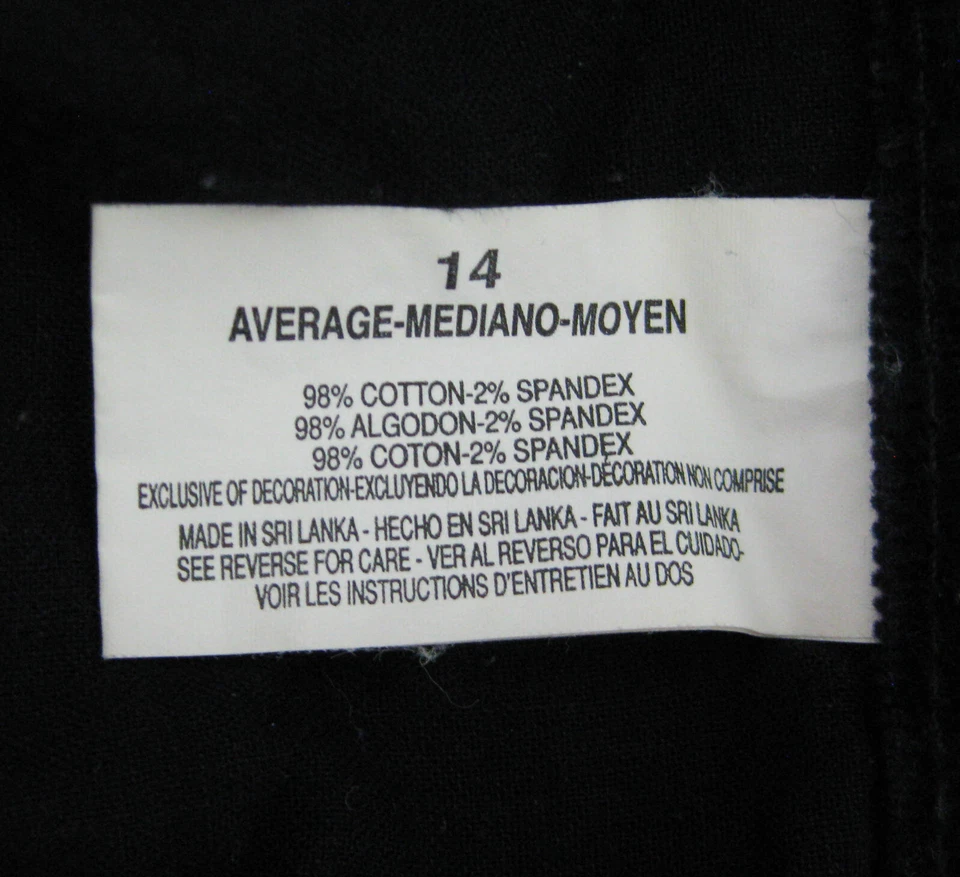 14
AVERAGE-MEDIANO-MOYEN
98% COTTON-2% SPANDEX
98% ALGODON-2% SPANDEX
98% COTON-2% SPANDEX
EXCLUSIVE OF DECORATION-EXCLUYENDO LA DECORACION-DÉCORATION NON COMPRISE
MADE IN SRI LANKA - HECHO EN SRI LANKA - FAIT AU SRI LANKA
SEE REVERSE FOR CARE - VER AL REVERSO PARA EL CUIDADO-
VOIR LES INSTRUCTIONS D'ENTRETIEN AU DOS